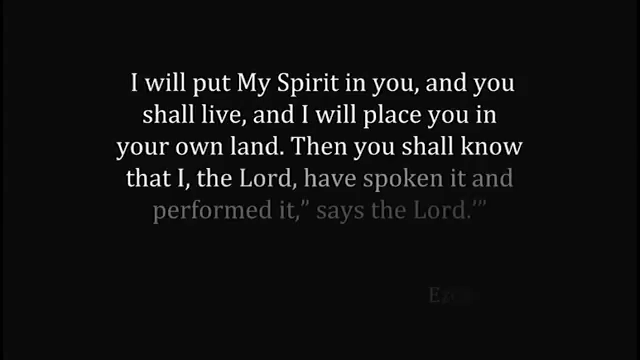 I will put My Spirit in you, and you
shall live, and I will place you in
your own land. Then you shall know
that I, the Lord, have spoken it and
performed it,” says the Lord.’”